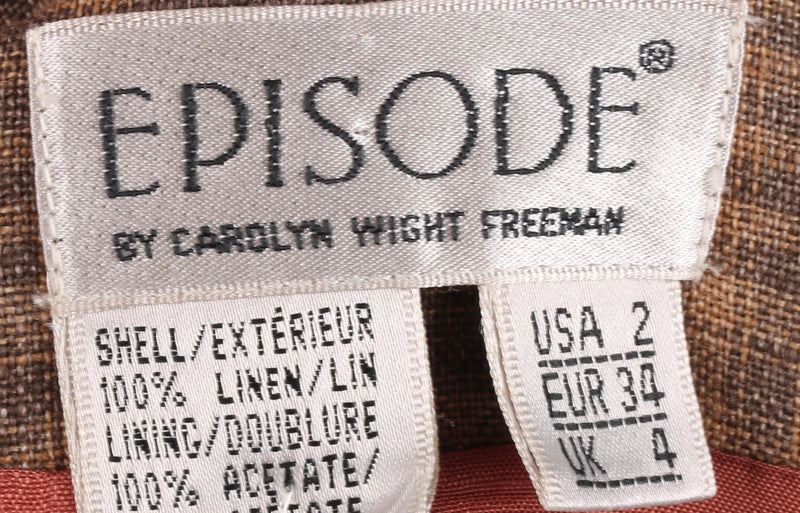 EPISODE®
BY CAROLYN WIGHT FREEMAN
SHELL/EXTÉRIEUR
100% LINEN/LIN
LINING/DOUBLURE
100% ACETATE/
ACÉTATE
USA 2
EUR 34
UK 4